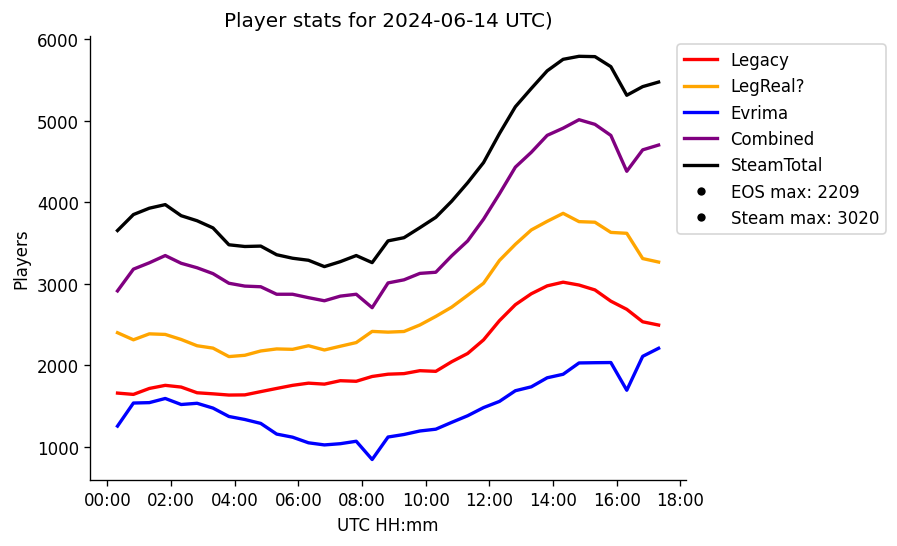 Player stats for 2024-06-14 UTC)
6000
5000
4000
3000
2000
1000
Players
00:00 02:00 04:00 06:00 08:00 10:00 12:00 14:00 16:00 18:00
UTC HH:mm
Legacy
LegReal?
Evrima
Combined
SteamTotal
EOS max: 2209
Steam max: 3020